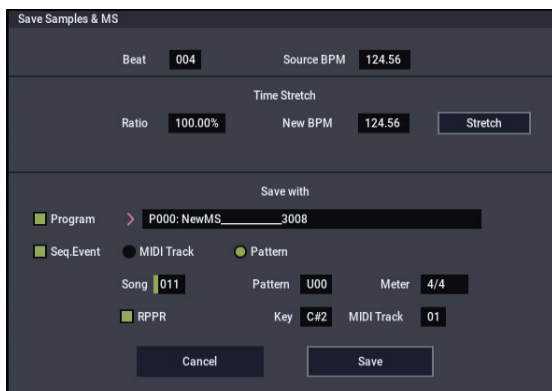 Save Samples & MS
Beat 004 Source BPM 124.56
Time Stretch
Ratio 100.00% New BPM 124.56 Stretch
Save with
Program P000: NewMS__________3008
Seq.Event MIDI Track Pattern
Song 011 Pattern U00 Meter 4/4
RPPR Key C#2 MIDI Track 01
Cancel Save